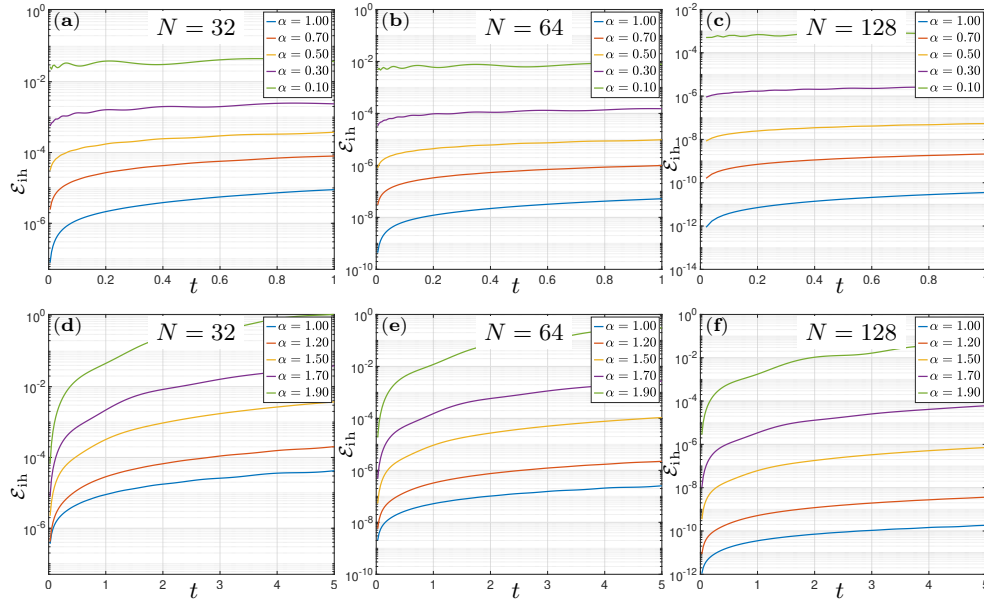 (a) N = 32
α = 1.00
α = 0.70
α = 0.50
α = 0.30
α = 0.10
10^0
10^-2
10^-4
10^-6
ℰ_ih
0 0.2 0.4 0.6 0.8 1
t
(b) N = 64
α = 1.00
α = 0.70
α = 0.50
α = 0.30
α = 0.10
10^0
10^-2
10^-4
10^-6
10^-8
10^-10
ℰ_ih
0 0.2 0.4 0.6 0.8 1
t
(c) N = 128
α = 1.00
α = 0.70
α = 0.50
α = 0.30
α = 0.10
10^-2
10^-4
10^-6
10^-8
10^-10
10^-12
10^-14
ℰ_ih
0 0.2 0.4 0.6 0.8 1
t
(d) N = 32
α = 1.00
α = 1.20
α = 1.50
α = 1.70
α = 1.90
10^0
10^-2
10^-4
10^-6
ℰ_ih
0 1 2 3 4 5
t
(e) N = 64
α = 1.00
α = 1.20
α = 1.50
α = 1.70
α = 1.90
10^0
10^-2
10^-4
10^-6
10^-8
10^-10
ℰ_ih
0 1 2 3 4 5
t
(f) N = 128
α = 1.00
α = 1.20
α = 1.50
α = 1.70
α = 1.90
10^0
10^-2
10^-4
10^-6
10^-8
10^-10
10^-12
ℰ_ih
0 1 2 3 4 5
t